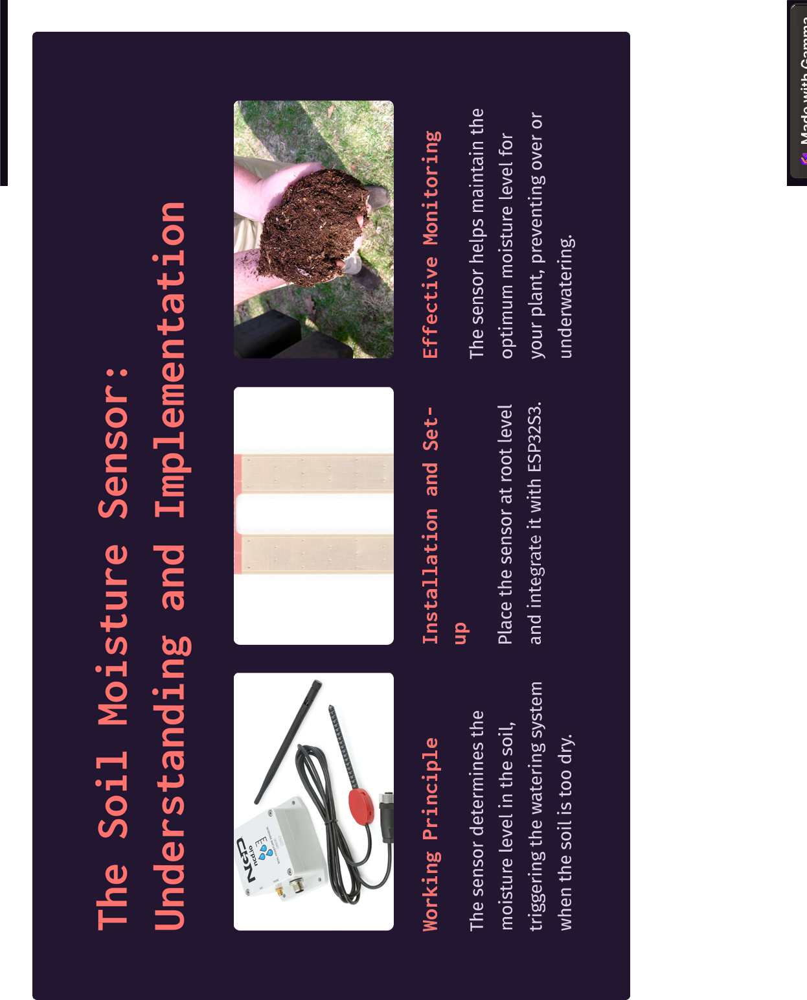 The Soil Moisture Sensor:
Understanding and Implementation
NCD
ncd.io
Working Principle
The sensor determines the
moisture level in the soil,
triggering the watering system
when the soil is too dry.
Installation and Set-
up
Place the sensor at root level
and integrate it with ESP32S3.
Effective Monitoring
The sensor helps maintain the
optimum moisture level for
your plant, preventing over or
underwatering.
Made with Gamma